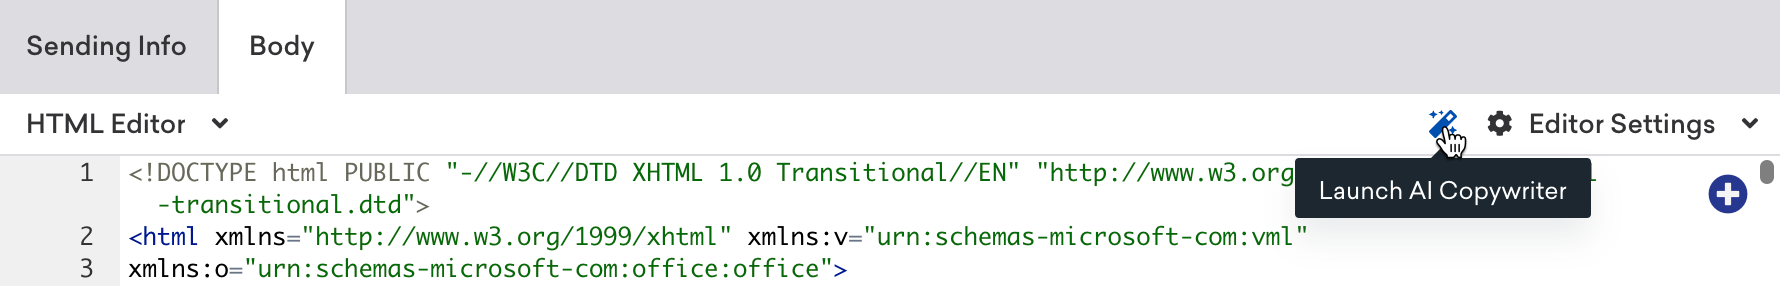 Sending Info
Body
HTML Editor
Editor Settings
Launch AI Copywriter
1 <!DOCTYPE html PUBLIC "-//W3C//DTD XHTML 1.0 Transitional//EN" "http://www.w3.org
-transitional.dtd">
2 <html xmlns="http://www.w3.org/1999/xhtml" xmlns:v="urn:schemas-microsoft-com:vml"
3 xmlns:o="urn:schemas-microsoft-com:office:office">